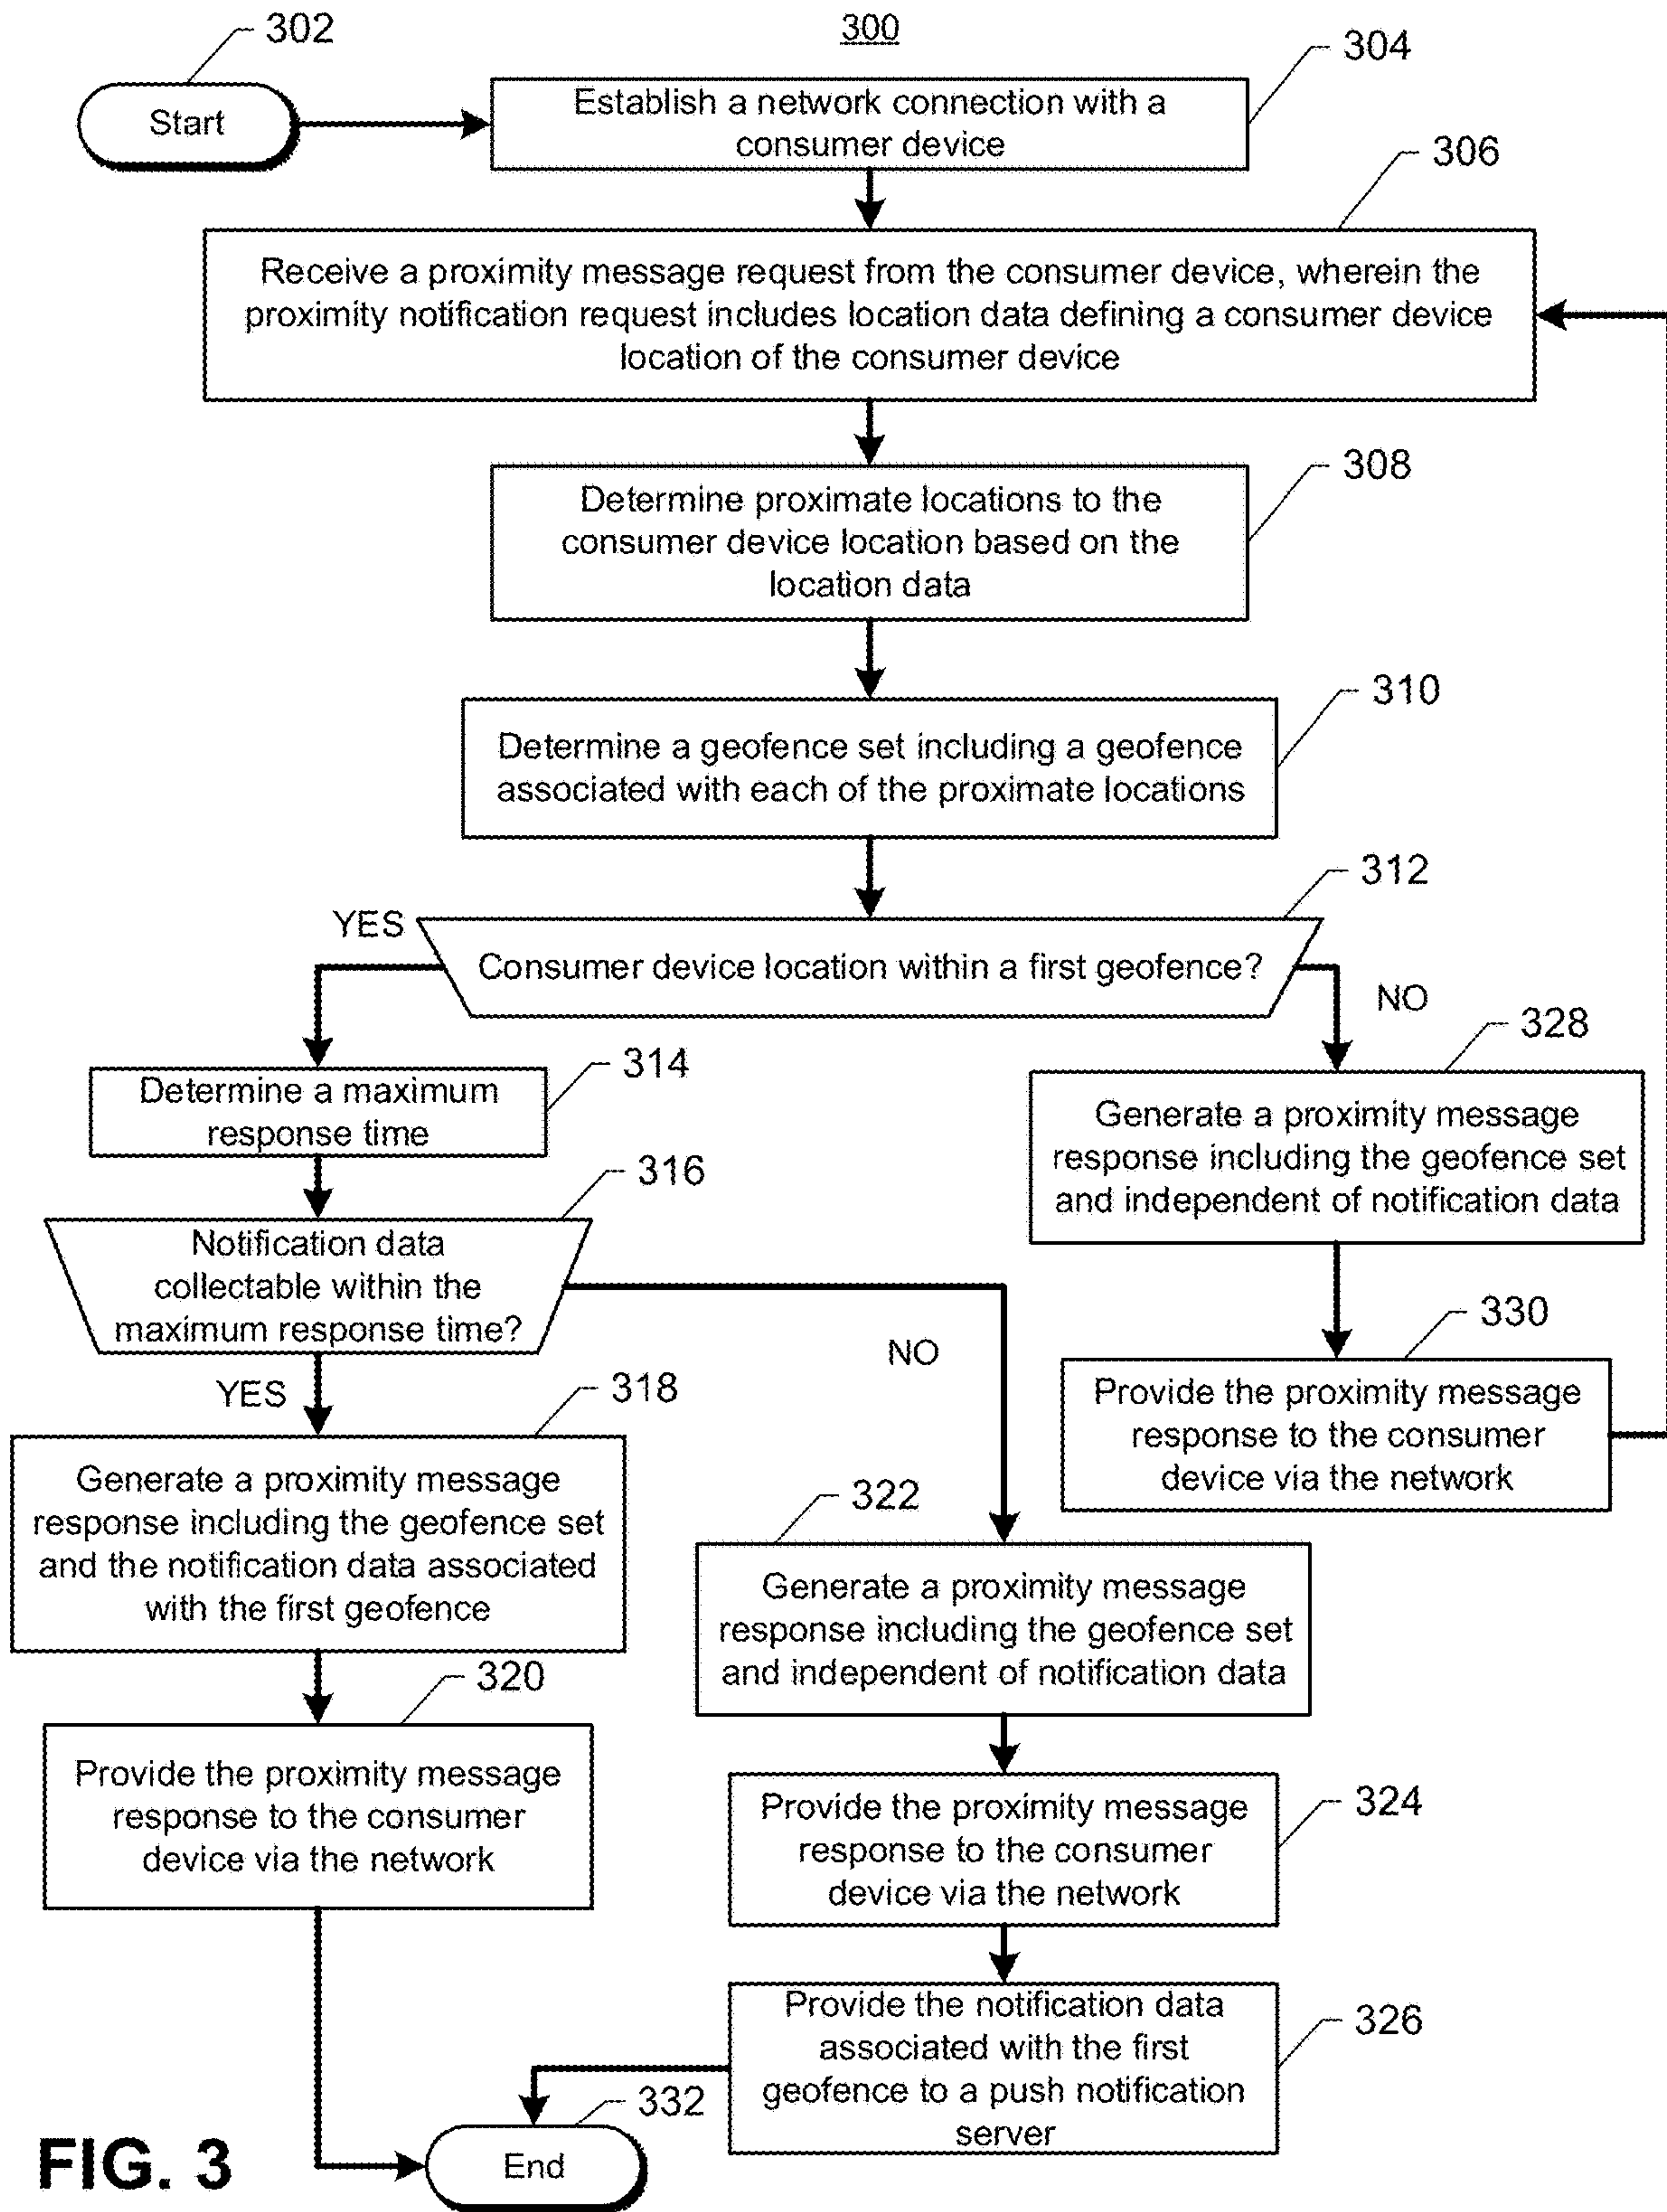 300
302
Start
304
Establish a network connection with a
consumer device
306
Receive a proximity message request from the consumer device, wherein the
proximity notification request includes location data defining a consumer device
location of the consumer device
308
Determine proximate locations to the
consumer device location based on the
location data
310
Determine a geofence set including a geofence
associated with each of the proximate locations
312
Consumer device location within a first geofence?
YES
NO
314
Determine a maximum
response time
316
Notification data
collectable within the
maximum response time?
YES
NO
318
Generate a proximity message
response including the geofence set
and the notification data associated
with the first geofence
320
Provide the proximity message
response to the consumer
device via the network
322
Generate a proximity message
response including the geofence set
and independent of notification data
324
Provide the proximity message
response to the consumer
device via the network
326
Provide the notification data
associated with the first
geofence to a push notification
server
328
Generate a proximity message
response including the geofence set
and independent of notification data
330
Provide the proximity message
response to the consumer
device via the network
332
End
FIG. 3